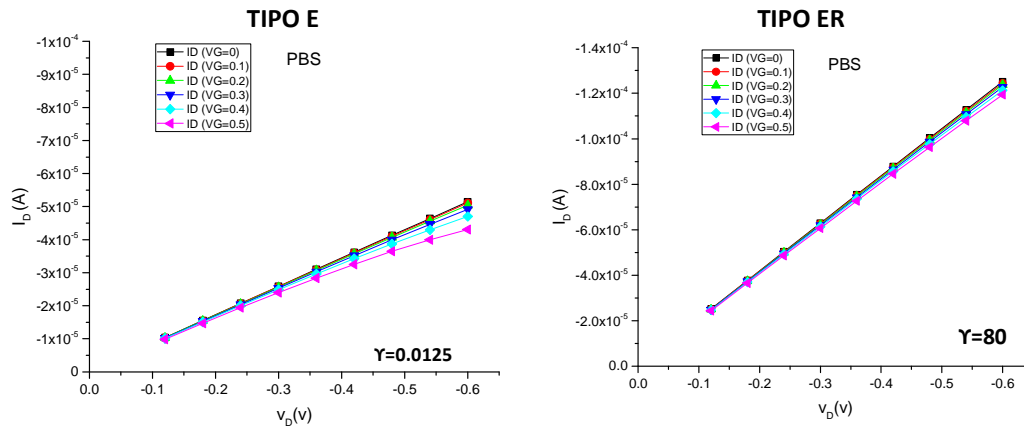 TIPO E
-1x10⁻⁴
-9x10⁻⁵
-8x10⁻⁵
-7x10⁻⁵
-6x10⁻⁵
-5x10⁻⁵
-4x10⁻⁵
-3x10⁻⁵
-2x10⁻⁵
-1x10⁻⁵
0
I_D (A)
ID (VG=0)
ID (VG=0.1)
ID (VG=0.2)
ID (VG=0.3)
ID (VG=0.4)
ID (VG=0.5)
PBS
ϒ=0.0125
0.0 -0.1 -0.2 -0.3 -0.4 -0.5 -0.6
v_D(v)
TIPO ER
-1.4x10⁻⁴
-1.2x10⁻⁴
-1.0x10⁻⁴
-8.0x10⁻⁵
-6.0x10⁻⁵
-4.0x10⁻⁵
-2.0x10⁻⁵
0.0
I_D (A)
ID (VG=0)
ID (VG=0.1)
ID (VG=0.2)
ID (VG=0.3)
ID (VG=0.4)
ID (VG=0.5)
PBS
ϒ=80
0.0 -0.1 -0.2 -0.3 -0.4 -0.5 -0.6
v_D(v)